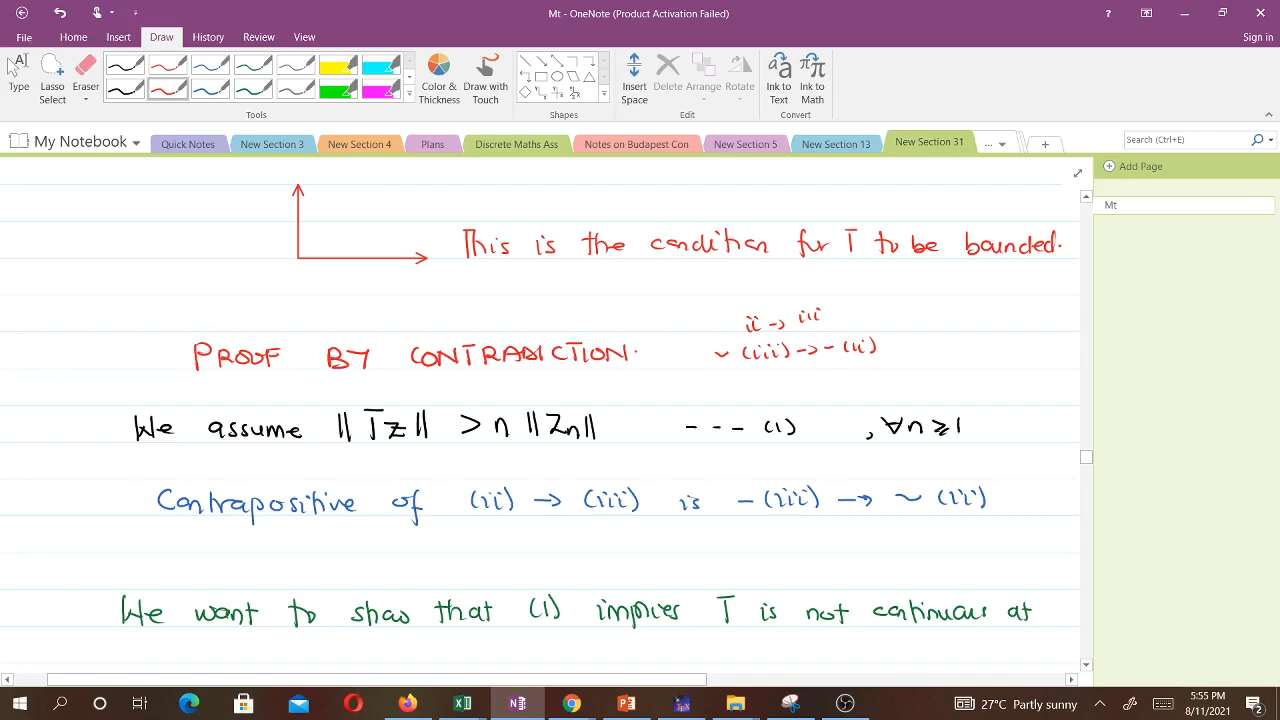 Mt - OneNote (Product Activation Failed)
File Home Insert Draw History Review View Sign in
Type Lasso Select Eraser Color & Thickness Draw with Touch Insert Space Delete Arrange Rotate Ink to Text Ink to Math
Tools Shapes Edit Convert
My Notebook Quick Notes New Section 3 New Section 4 Plans Discrete Maths Ass Notes on Budapest Con New Section 5 New Section 13 New Section 31 ... Search (Ctrl+E)
Add Page
Mt
This is the condition for T to be bounded.
ii → iii
~ (iii) → - (ii)
PROOF BY CONTRADICTION.
We assume ‖Tz‖ > n ‖Zn‖ - - - (1) , ∀n ≥ 1
Contrapositive of (ii) → (iii) is - (iii) → ~ (ii)
We want to show that (1) implies T is not continuous at
27°C Partly sunny 5:55 PM
8/11/2021